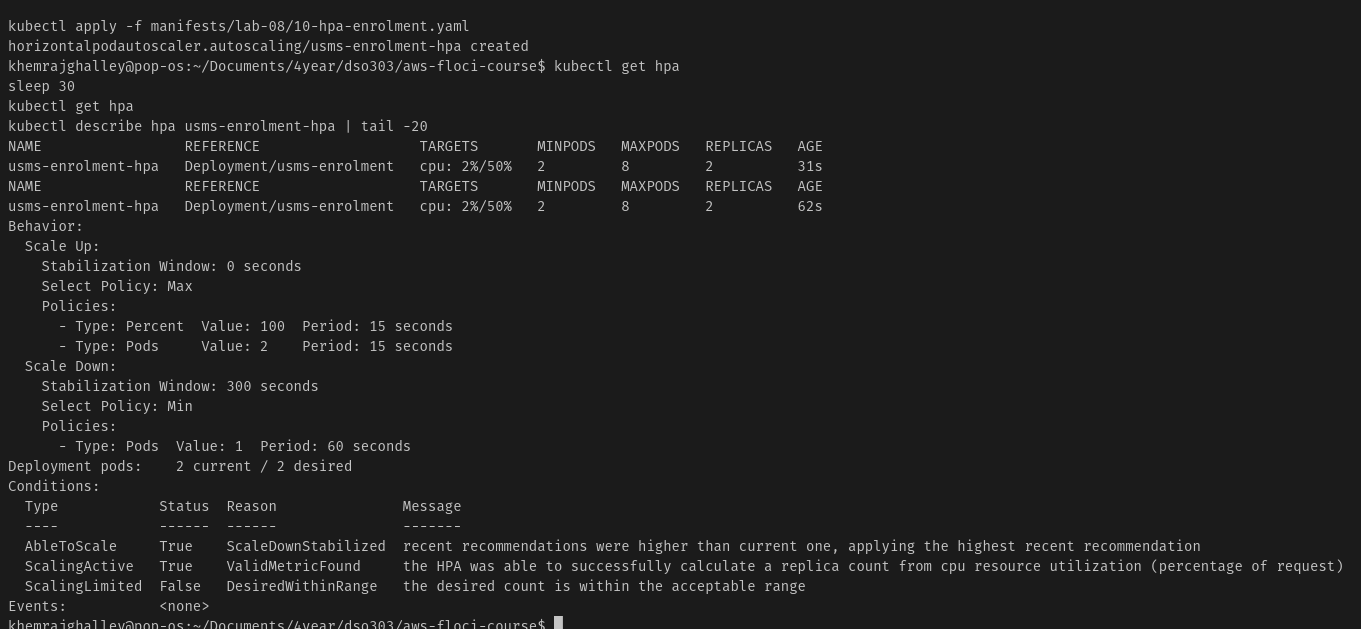 kubectl apply -f manifests/lab-08/10-hpa-enrolment.yaml
horizontalpodautoscaler.autoscaling/usms-enrolment-hpa created
khemrajghalley@pop-os:~/Documents/4year/dso303/aws-floci-course$ kubectl get hpa
sleep 30
kubectl get hpa
kubectl describe hpa usms-enrolment-hpa | tail -20
NAME                 REFERENCE                   TARGETS       MINPODS   MAXPODS   REPLICAS   AGE
usms-enrolment-hpa   Deployment/usms-enrolment   cpu: 2%/50%   2         8         2          31s
NAME                 REFERENCE                   TARGETS       MINPODS   MAXPODS   REPLICAS   AGE
usms-enrolment-hpa   Deployment/usms-enrolment   cpu: 2%/50%   2         8         2          62s
Behavior:
  Scale Up:
    Stabilization Window: 0 seconds
    Select Policy: Max
    Policies:
      - Type: Percent  Value: 100  Period: 15 seconds
      - Type: Pods     Value: 2    Period: 15 seconds
  Scale Down:
    Stabilization Window: 300 seconds
    Select Policy: Min
    Policies:
      - Type: Pods  Value: 1  Period: 60 seconds
Deployment pods:    2 current / 2 desired
Conditions:
  Type            Status  Reason               Message
  ----            ------  ------               -------
  AbleToScale     True    ScaleDownStabilized  recent recommendations were higher than current one, applying the highest recent recommendation
  ScalingActive   True    ValidMetricFound     the HPA was able to successfully calculate a replica count from cpu resource utilization (percentage of request)
  ScalingLimited  False   DesiredWithinRange   the desired count is within the acceptable range
Events:           <none>
khemrajghalley@pop-os:~/Documents/4year/dso303/aws-floci-course$